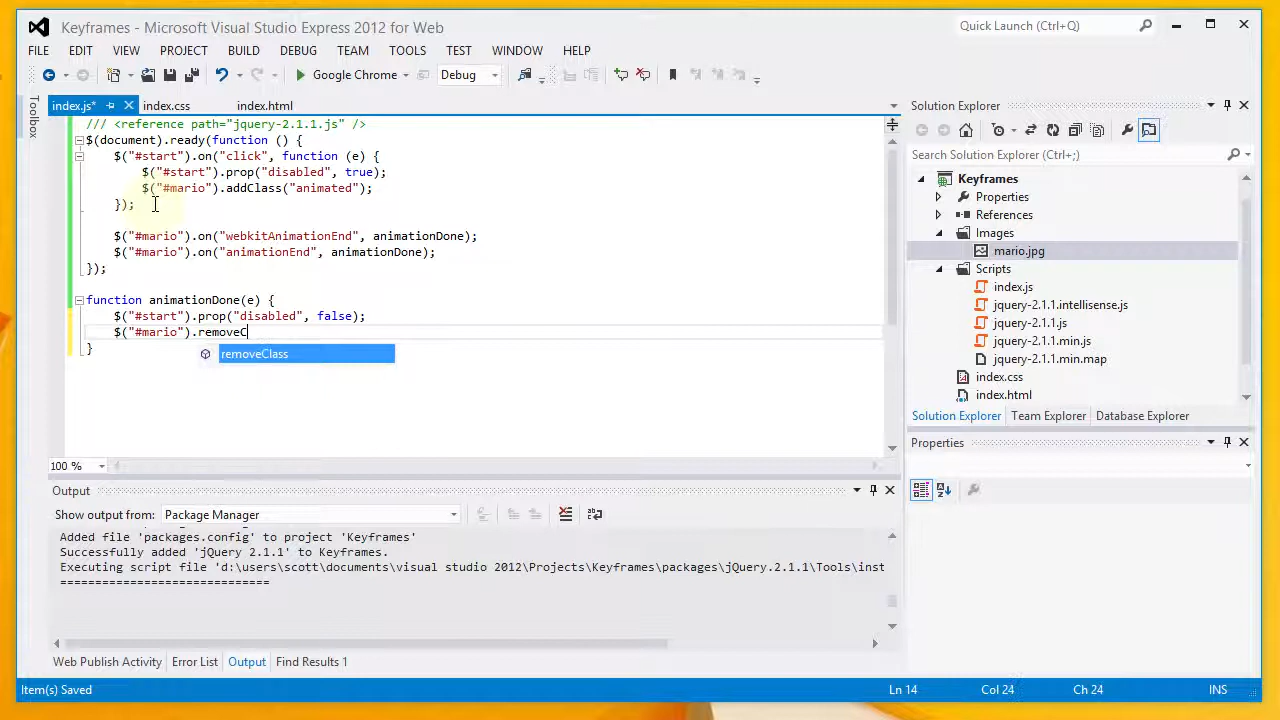 Keyframes - Microsoft Visual Studio Express 2012 for Web
Quick Launch (Ctrl+Q)
FILE EDIT VIEW PROJECT BUILD DEBUG TEAM TOOLS TEST WINDOW HELP
Google Chrome Debug
Toolbox
index.js* index.css index.html
/// <reference path="jquery-2.1.1.js" />
$(document).ready(function () {
$("#start").on("click", function (e) {
$("#start").prop("disabled", true);
$("#mario").addClass("animated");
});
$("#mario").on("webkitAnimationEnd", animationDone);
$("#mario").on("animationEnd", animationDone);
});
function animationDone(e) {
$("#start").prop("disabled", false);
$("#mario").removeC
}
removeClass
100 %
Output
Show output from: Package Manager
Added file 'packages.config' to project 'Keyframes'
Successfully added 'jQuery 2.1.1' to Keyframes.
Executing script file 'd:\users\scott\documents\visual studio 2012\Projects\Keyframes\packages\jQuery.2.1.1\Tools\inst
==============================
Web Publish Activity Error List Output Find Results 1
Solution Explorer
Search Solution Explorer (Ctrl+;)
Keyframes
Properties
References
Images
mario.jpg
Scripts
index.js
jquery-2.1.1.intellisense.js
jquery-2.1.1.js
jquery-2.1.1.min.js
jquery-2.1.1.min.map
index.css
index.html
Solution Explorer Team Explorer Database Explorer
Properties
Item(s) Saved Ln 14 Col 24 Ch 24 INS